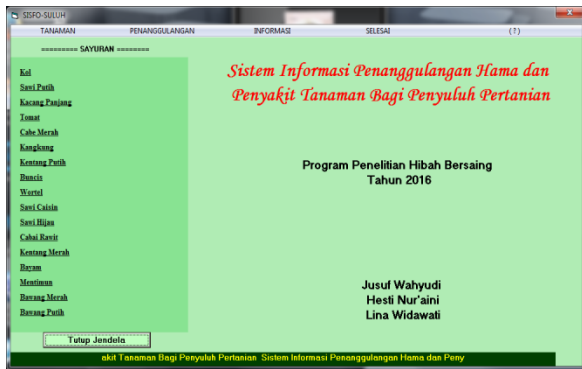 SISFO-SULUH
TANAMAN PENANGGULANGAN INFORMASI SELESAI (?)
========= SAYURAN ========
Kol
Sawi Putih
Kacang Panjang
Tomat
Cabe Merah
Kangkung
Kentang Putih
Buncis
Wortel
Sawi Caisin
Sawi Hijau
Cabai Rawit
Kentang Merah
Bayam
Mentimun
Bawang Merah
Bawang Putih
Tutup Jendela
Sistem Informasi Penanggulangan Hama dan
Penyakit Tanaman Bagi Penyuluh Pertanian
Program Penelitian Hibah Bersaing
Tahun 2016
Jusuf Wahyudi
Hesti Nur'aini
Lina Widawati
akit Tanaman Bagi Penyuluh Pertanian Sistem Informasi Penanggulangan Hama dan Peny